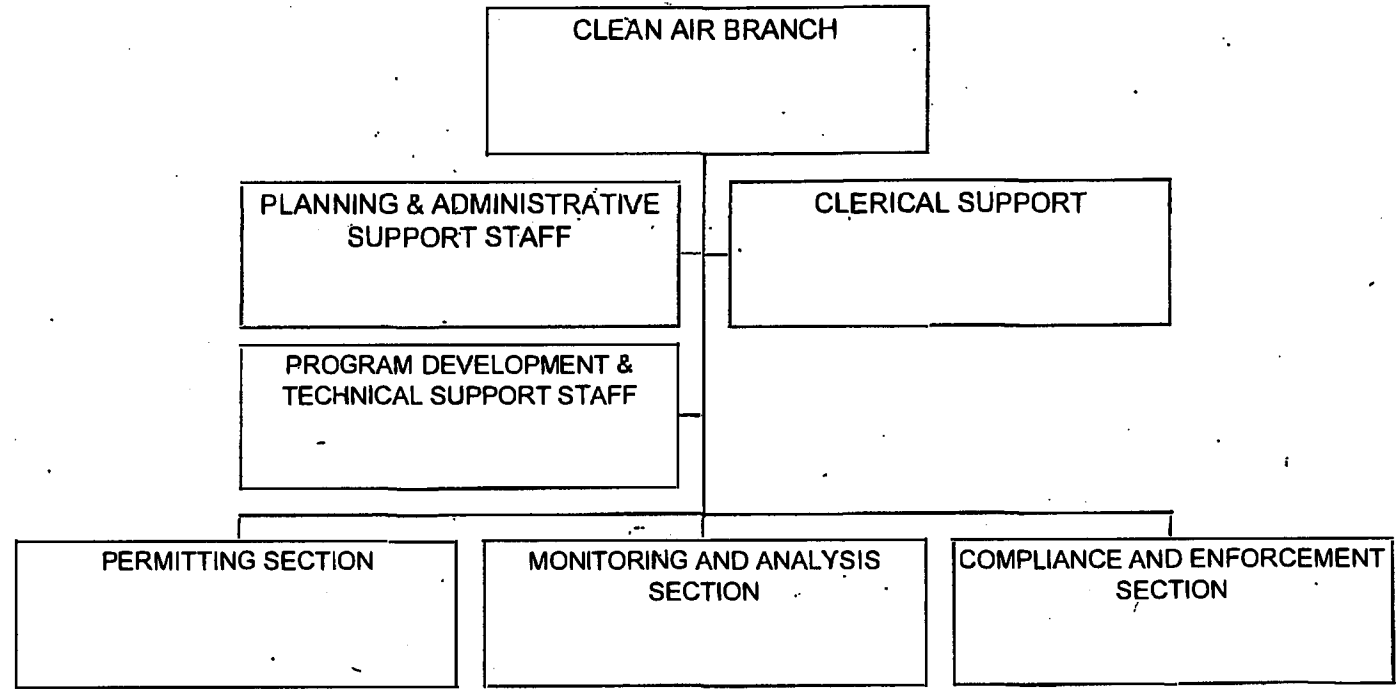 CLEAN AIR BRANCH
PLANNING & ADMINISTRATIVE
SUPPORT STAFF
CLERICAL SUPPORT
PROGRAM DEVELOPMENT &
TECHNICAL SUPPORT STAFF
PERMITTING SECTION
MONITORING AND ANALYSIS
SECTION
COMPLIANCE AND ENFORCEMENT
SECTION